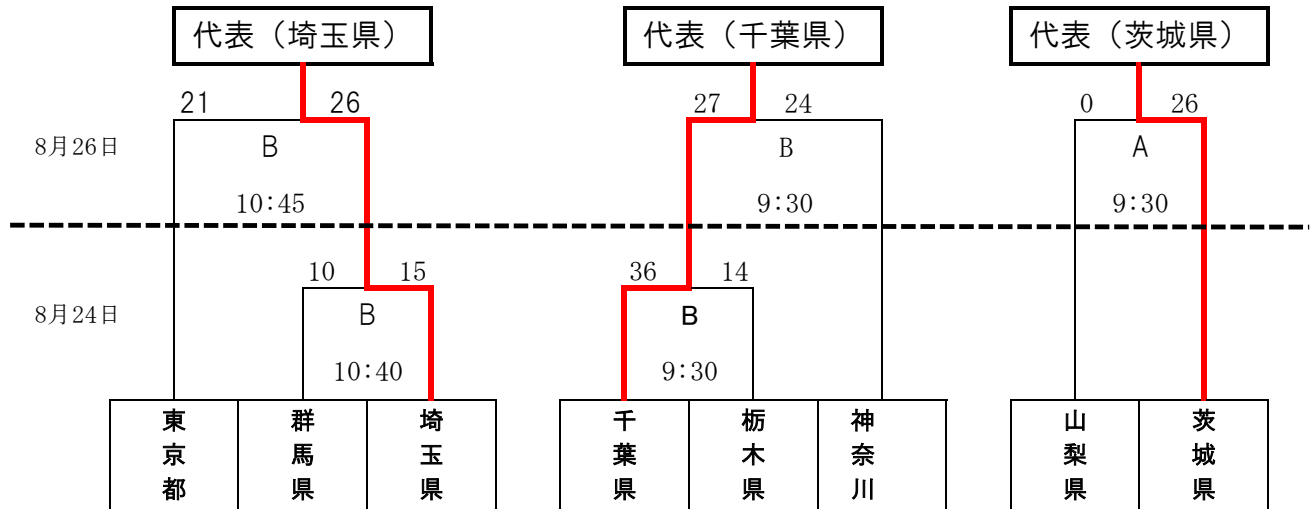 代表（埼玉県） 代表（千葉県） 代表（茨城県）
21 26 27 24 0 26
8月26日 B B A
10:45 9:30 9:30
10 15 36 14
8月24日 B B
10:40 9:30
東京都 群馬県 埼玉県 千葉県 栃木県 神奈川 山梨県 茨城県